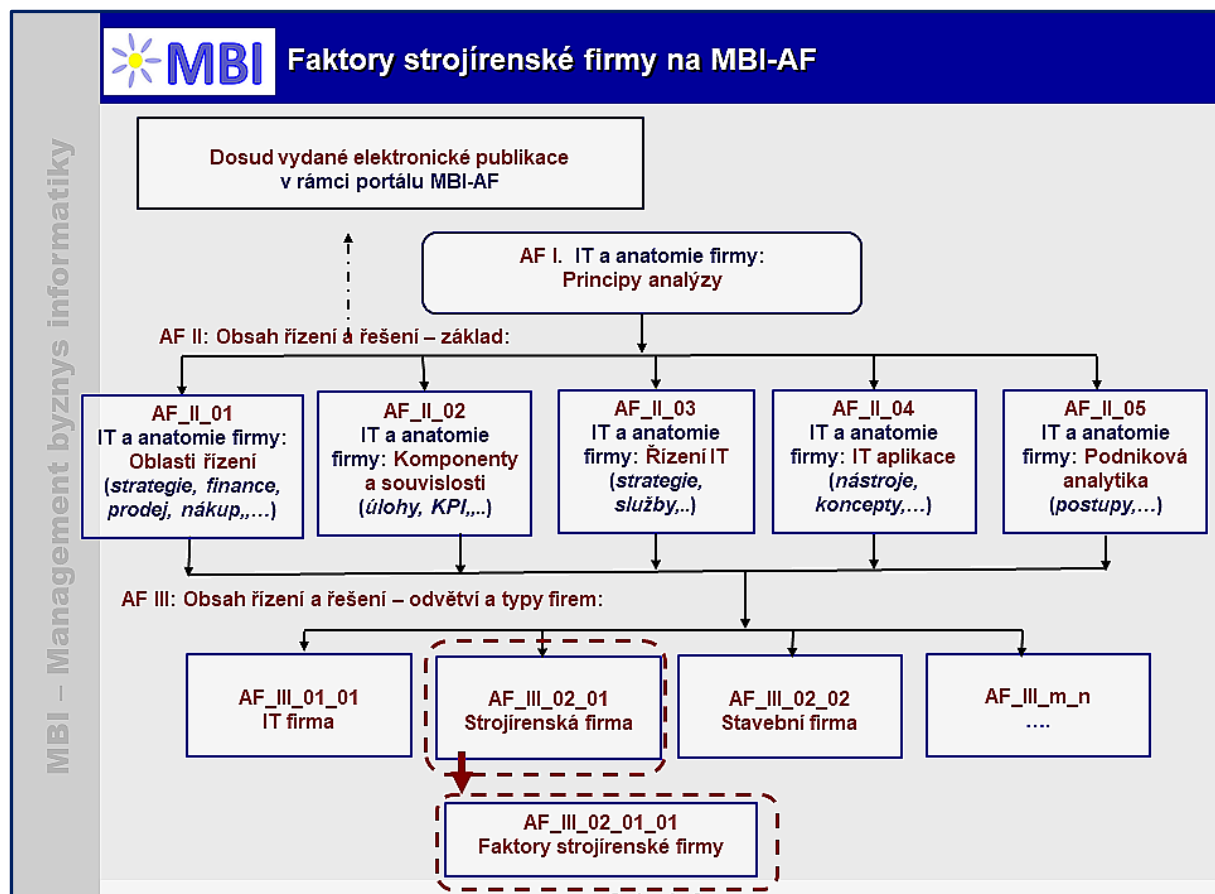 MBI
Faktory strojírenské firmy na MBI-AF
MBI – Management byznys informatiky
Dosud vydané elektronické publikace
v rámci portálu MBI-AF
AF I. IT a anatomie firmy:
Principy analýzy
AF II: Obsah řízení a řešení – základ:
AF_II_01
IT a anatomie firmy:
Oblasti řízení
(strategie, finance,
prodej, nákup,,…)
AF_II_02
IT a anatomie
firmy: Komponenty
a souvislosti
(úlohy, KPI,,..)
AF_II_03
IT a anatomie
firmy: Řízení IT
(strategie,
služby,..)
AF_II_04
IT a anatomie
firmy: IT aplikace
(nástroje,
koncepty,…)
AF_II_05
IT a anatomie
firmy: Podniková
analytika
(postupy,…)
AF III: Obsah řízení a řešení – odvětví a typy firem:
AF_III_01_01
IT firma
AF_III_02_01
Strojírenská firma
AF_III_02_02
Stavební firma
AF_III_m_n
….
AF_III_02_01_01
Faktory strojírenské firmy